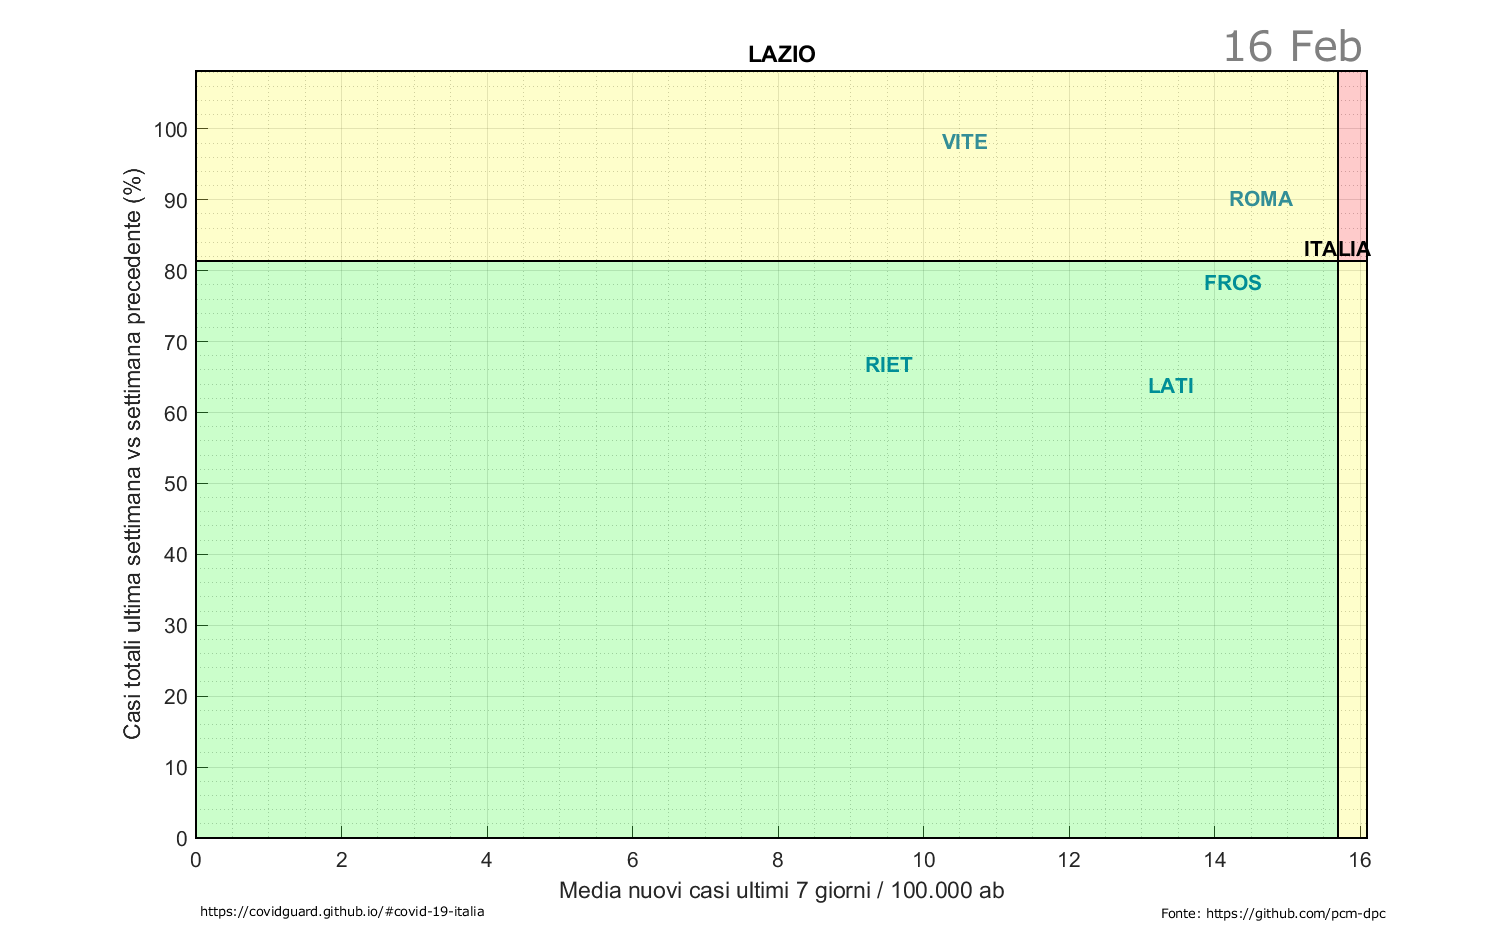 16 Feb
LAZIO
Casi totali ultima settimana vs settimana precedente (%)
100
90
80
70
60
50
40
30
20
10
0
VITE
ROMA
ITALIA
FROS
RIET
LATI
0 2 4 6 8 10 12 14 16
Media nuovi casi ultimi 7 giorni / 100.000 ab
https://covidguard.github.io/#covid-19-italia
Fonte: https://github.com/pcm-dpc